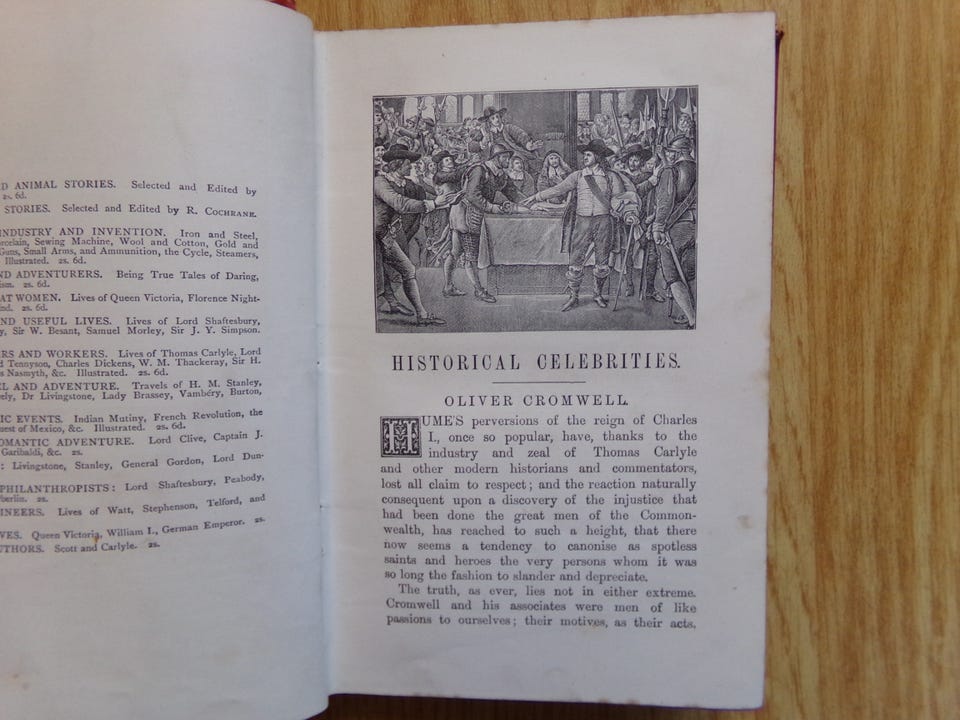 D ANIMAL STORIES. Selected and Edited by
2s. 6d.
STORIES. Selected and Edited by R. COCHRANE.
INDUSTRY AND INVENTION. Iron and Steel,
orcelain, Sewing Machine, Wool and Cotton, Gold and
Guns, Small Arms, and Ammunition, the Cycle, Steamers,
Illustrated. 2s. 6d.
ND ADVENTURERS. Being True Tales of Daring,
ism. 2s. 6d.
AT WOMEN. Lives of Queen Victoria, Florence Night-
ind. 2s. 6d.
ND USEFUL LIVES. Lives of Lord Shaftesbury,
y, Sir W. Besant, Samuel Morley, Sir J. Y. Simpson.
RS AND WORKERS. Lives of Thomas Carlyle, Lord
d Tennyson, Charles Dickens, W. M. Thackeray, Sir H.
s Nasmyth, &c. Illustrated. 2s. 6d.
EL AND ADVENTURE. Travels of H. M. Stanley,
vely, Dr Livingstone, Lady Brassey, Vambéry, Burton,
IC EVENTS. Indian Mutiny, French Revolution, the
quest of Mexico, &c. Illustrated. 2s. 6d.
OMANTIC ADVENTURE. Lord Clive, Captain J.
Garibaldi, &c. 2s.
: Livingstone, Stanley, General Gordon, Lord Dun-
PHILANTHROPISTS: Lord Shaftesbury, Peabody,
berlin. 2s.
GINEERS. Lives of Watt, Stephenson, Telford, and
VES. Queen Victoria, William I., German Emperor. 2s.
UTHORS. Scott and Carlyle. 2s.
HISTORICAL CELEBRITIES.
OLIVER CROMWELL.
HUME'S perversions of the reign of Charles
I., once so popular, have, thanks to the
industry and zeal of Thomas Carlyle
and other modern historians and commentators,
lost all claim to respect; and the reaction naturally
consequent upon a discovery of the injustice that
had been done the great men of the Common-
wealth, has reached to such a height, that there
now seems a tendency to canonise as spotless
saints and heroes the very persons whom it was
so long the fashion to slander and depreciate.
The truth, as ever, lies not in either extreme.
Cromwell and his associates were men of like
passions to ourselves; their motives, as their acts,